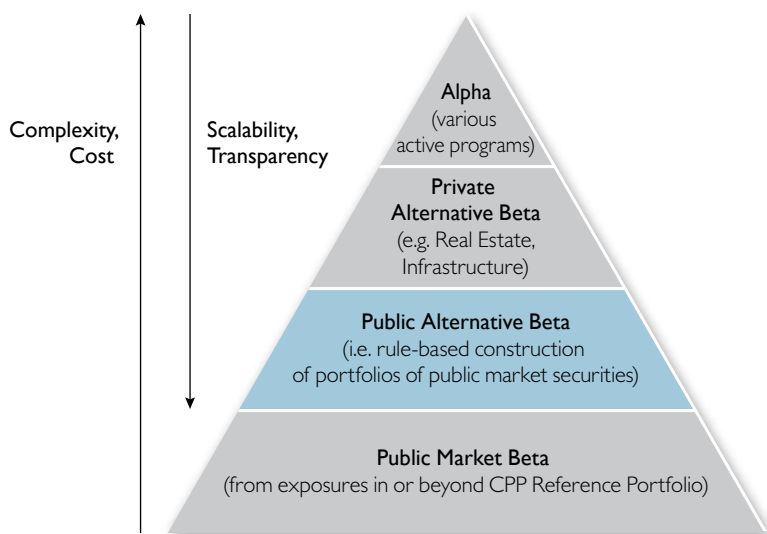 Complexity,
Cost
Scalability,
Transparency
Alpha
(various
active programs)
Private
Alternative Beta
(e.g. Real Estate,
Infrastructure)
Public Alternative Beta
(i.e. rule-based construction
of portfolios of public market securities)
Public Market Beta
(from exposures in or beyond CPP Reference Portfolio)